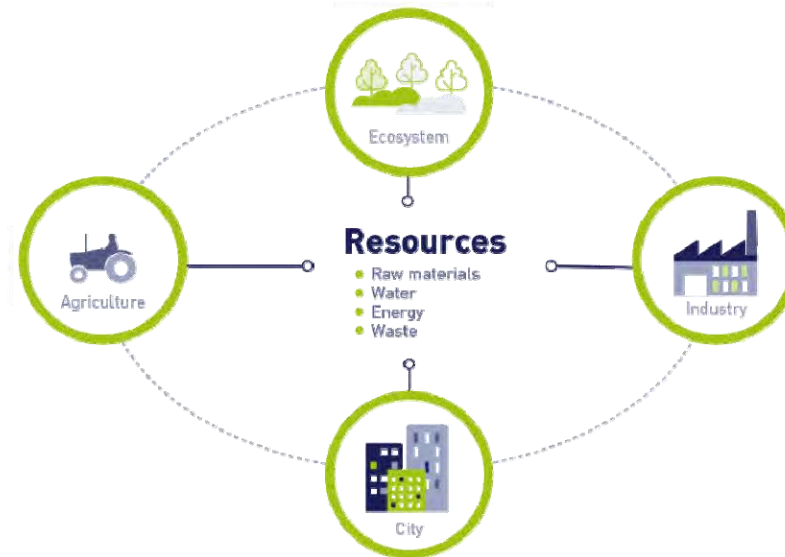 Ecosystem
Agriculture
Resources
Raw materials
Water
Energy
Waste
Industry
City